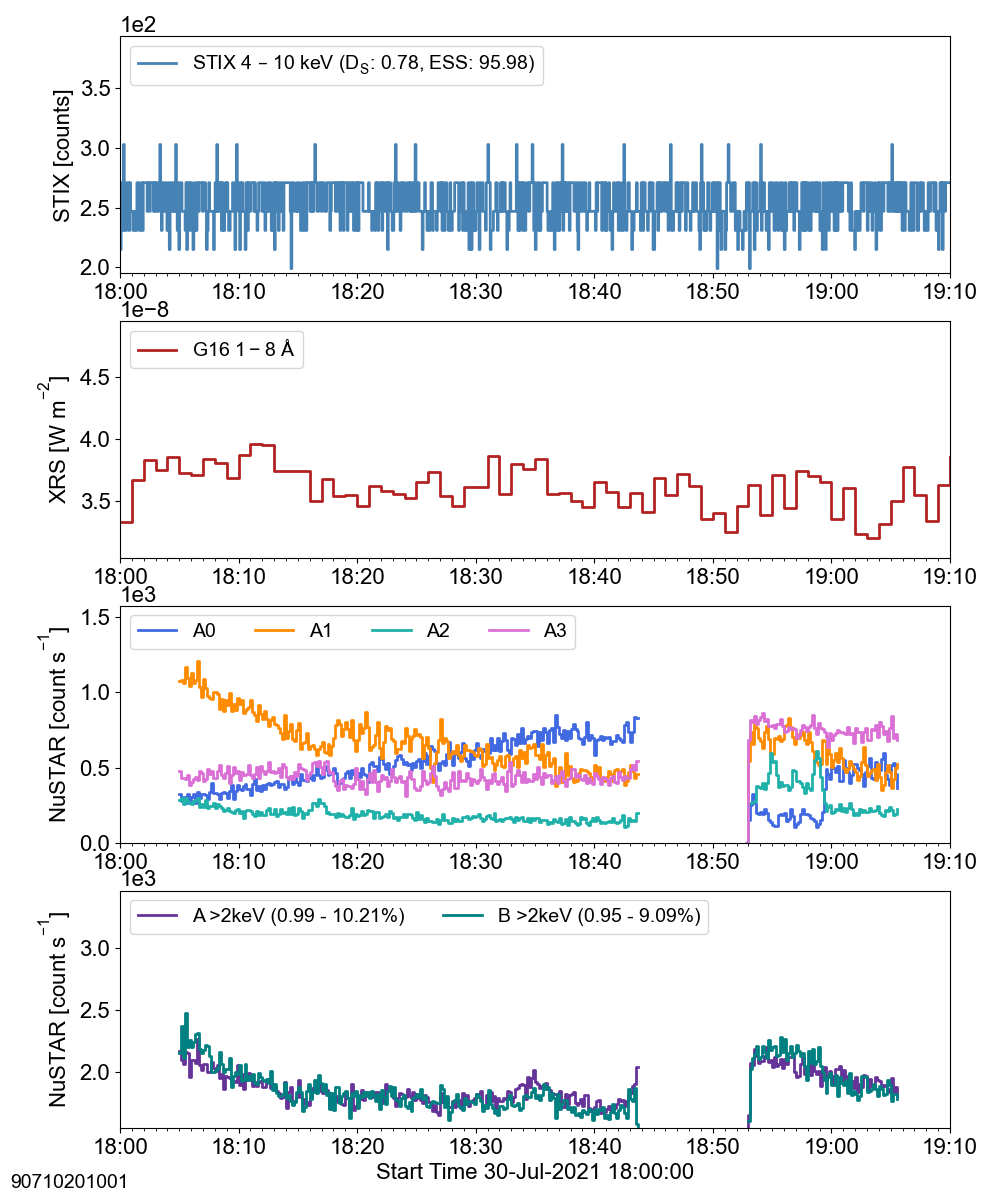 1e2
STIX 4 – 10 keV (DS: 0.78, ESS: 95.98)
STIX [counts]
3.5
3.0
2.5
2.0
18:00 18:10 18:20 18:30 18:40 18:50 19:00 19:10
1e−8
G16 1 – 8 Å
XRS [W m−2]
4.5
4.0
3.5
18:00 18:10 18:20 18:30 18:40 18:50 19:00 19:10
1e3
A0 A1 A2 A3
NuSTAR [count s−1]
1.5
1.0
0.5
0.0
18:00 18:10 18:20 18:30 18:40 18:50 19:00 19:10
1e3
A >2keV (0.99 - 10.21%) B >2keV (0.95 - 9.09%)
NuSTAR [count s−1]
3.0
2.5
2.0
18:00 18:10 18:20 18:30 18:40 18:50 19:00 19:10
Start Time 30-Jul-2021 18:00:00
90710201001